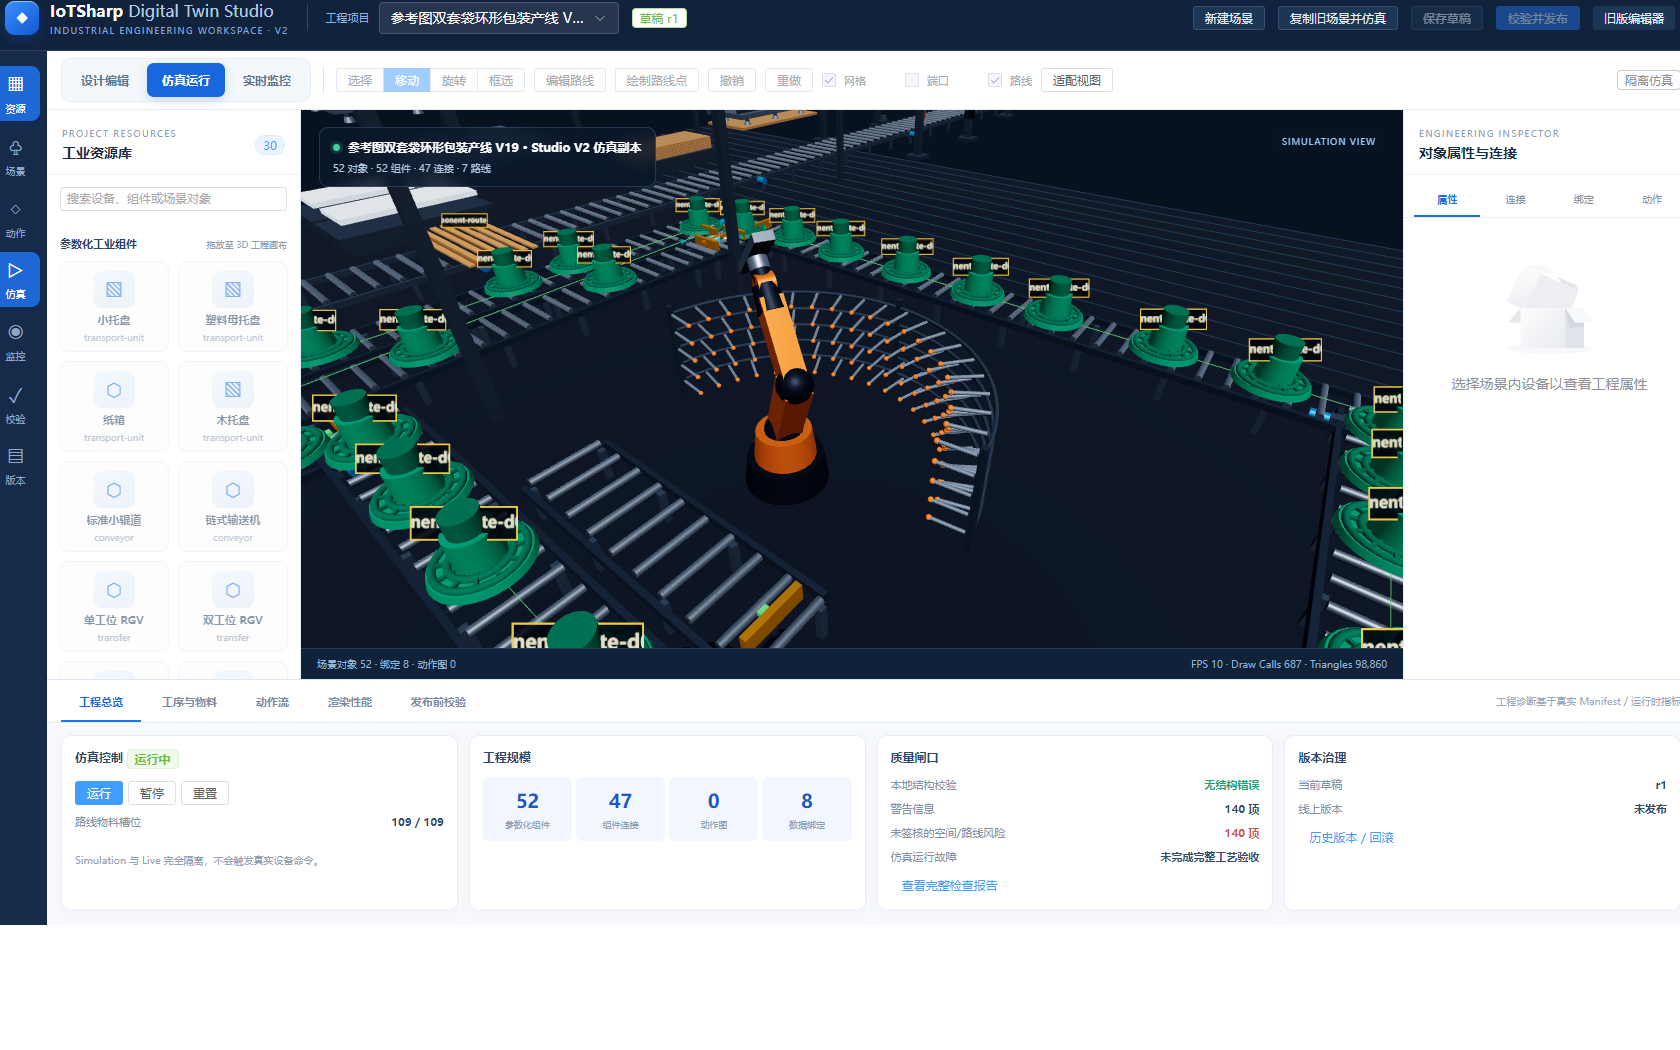 IoTSharp Digital Twin Studio
INDUSTRIAL ENGINEERING WORKSPACE · V2
工程项目
参考图双套袋环形包装产线 V...
草稿 r1
新建场景
复制旧场景并仿真
保存草稿
校验并发布
旧版编辑器
资源
场景
动作
仿真
监控
校验
版本
设计编辑
仿真运行
实时监控
选择
移动
旋转
框选
编辑路线
绘制路线点
撤销
重做
网格
端口
路线
适配视图
隔离仿真
PROJECT RESOURCES
工业资源库
30
搜索设备、组件或场景对象
参数化工业组件
拖放至 3D 工程画布
小托盘
transport-unit
塑料母托盘
transport-unit
纸箱
transport-unit
木托盘
transport-unit
标准小辊道
conveyor
链式输送机
conveyor
单工位 RGV
transfer
双工位 RGV
transfer
参考图双套袋环形包装产线 V19 · Studio V2 仿真副本
52 对象 · 52 组件 · 47 连接 · 7 路线
SIMULATION VIEW
ponent-route
场景对象 52 · 绑定 8 · 动作图 0
FPS 10 · Draw Calls 687 · Triangles 98,860
ENGINEERING INSPECTOR
对象属性与连接
属性
连接
绑定
动作
选择场景内设备以查看工程属性
工程总览
工序与物料
动作流
渲染性能
发布前校验
工程诊断基于真实 Manifest / 运行时指标
仿真控制
运行中
运行
暂停
重置
路线物料槽位
109 / 109
Simulation 与 Live 完全隔离，不会触发真实设备命令。
工程规模
52
参数化组件
47
组件连接
0
动作图
8
数据绑定
质量闸口
本地结构校验
无结构错误
警告信息
140 项
未签核的空间/路线风险
140 项
仿真运行故障
未完成完整工艺验收
查看完整检查报告
版本治理
当前草稿
r1
线上版本
未发布
历史版本 / 回滚